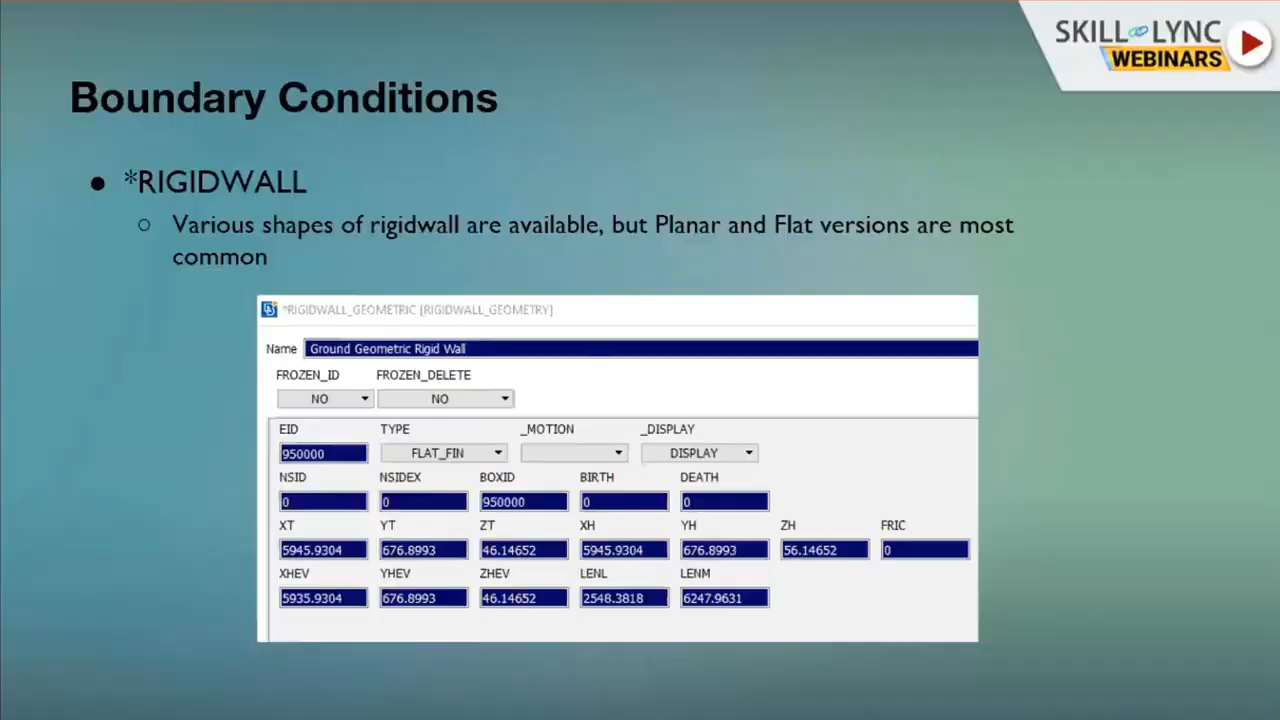 SKILL LYNC
WEBINARS
Boundary Conditions
● *RIGIDWALL
○ Various shapes of rigidwall are available, but Planar and Flat versions are most
common
*RIGIDWALL_GEOMETRIC [RIGIDWALL_GEOMETRY]
Name Ground Geometric Rigid Wall
FROZEN_ID FROZEN_DELETE
NO NO
EID TYPE _MOTION _DISPLAY
950000 FLAT_FIN DISPLAY
NSID NSIDEX BOXID BIRTH DEATH
0 0 950000 0 0
XT YT ZT XH YH ZH FRIC
5945.9304 676.8993 46.14652 5945.9304 676.8993 56.14652 0
XHEV YHEV ZHEV LENL LENM
5935.9304 676.8993 46.14652 2548.3818 6247.9631